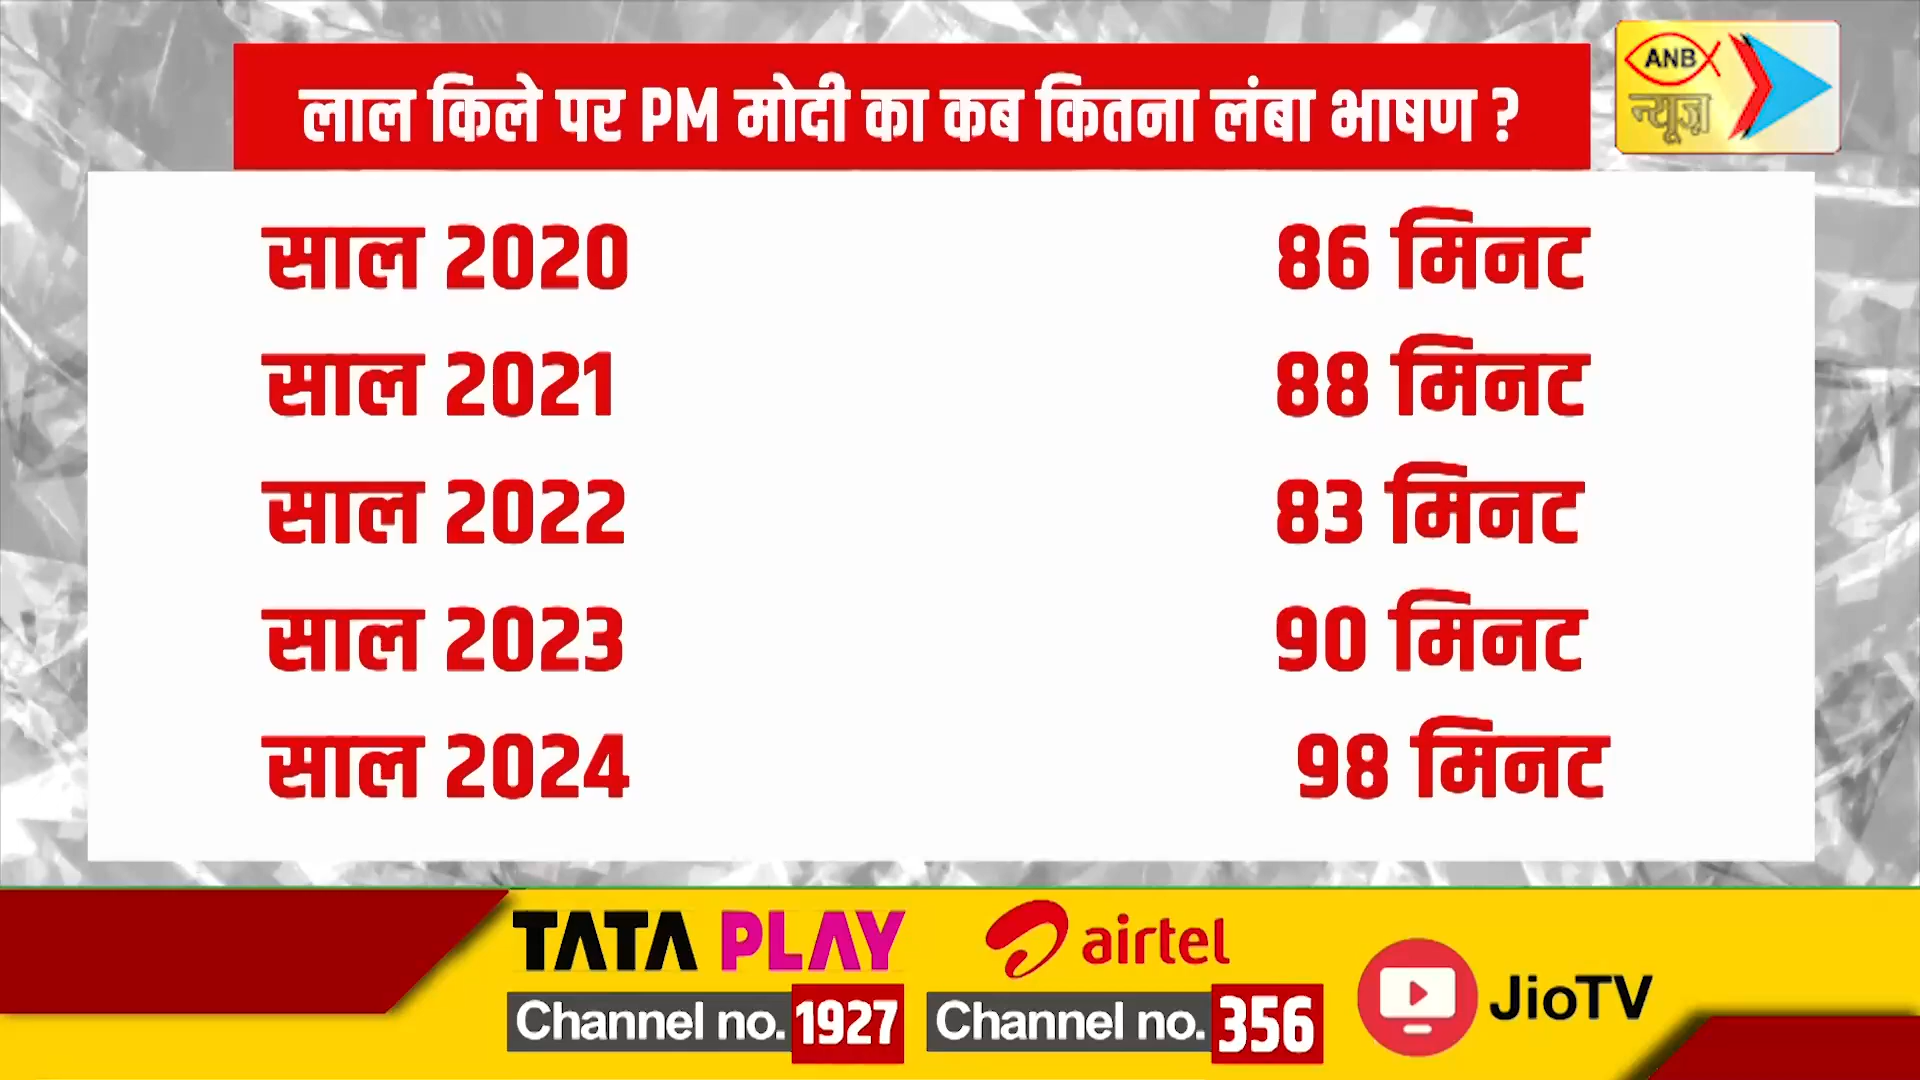 लाल किले पर PM मोदी का कब कितना लंबा भाषण ?
ANB
न्यूज़
साल 2020 86 मिनट
साल 2021 88 मिनट
साल 2022 83 मिनट
साल 2023 90 मिनट
साल 2024 98 मिनट
TATA PLAY
Channel no. 1927
airtel
Channel no. 356
JioTV